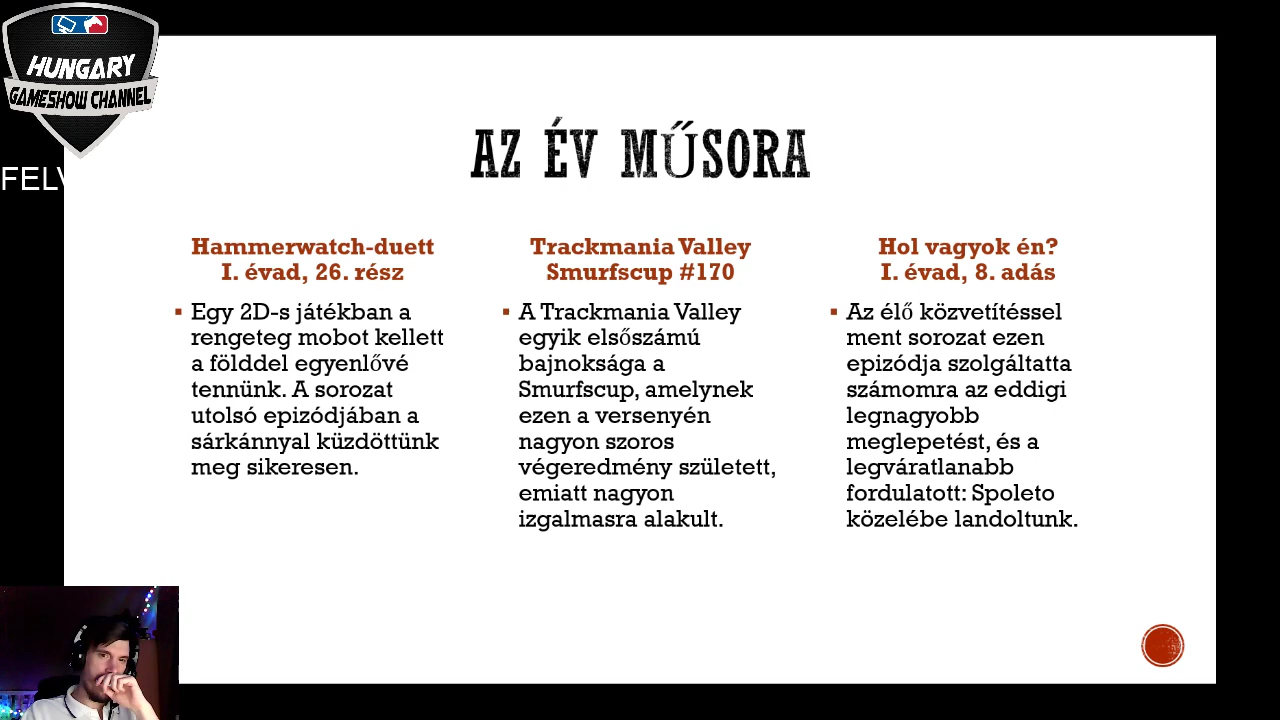 HUNGARY
GAMESHOW CHANNEL
FELV
AZ ÉV MŰSORA
Hammerwatch-duett
I. évad, 26. rész
Egy 2D-s játékban a
rengeteg mobot kellett
a földdel egyenlővé
tennünk. A sorozat
utolsó epizódjában a
sárkánnyal küzdöttünk
meg sikeresen.
Trackmania Valley
Smurfscup #170
A Trackmania Valley
egyik elsőszámú
bajnoksága a
Smurfscup, amelynek
ezen a versenyén
nagyon szoros
végeredmény született,
emiatt nagyon
izgalmasra alakult.
Hol vagyok én?
I. évad, 8. adás
Az élő közvetítéssel
ment sorozat ezen
epizódja szolgáltatta
számomra az eddigi
legnagyobb
meglepetést, és a
legváratlanabb
fordulatott: Spoleto
közelébe landoltunk.